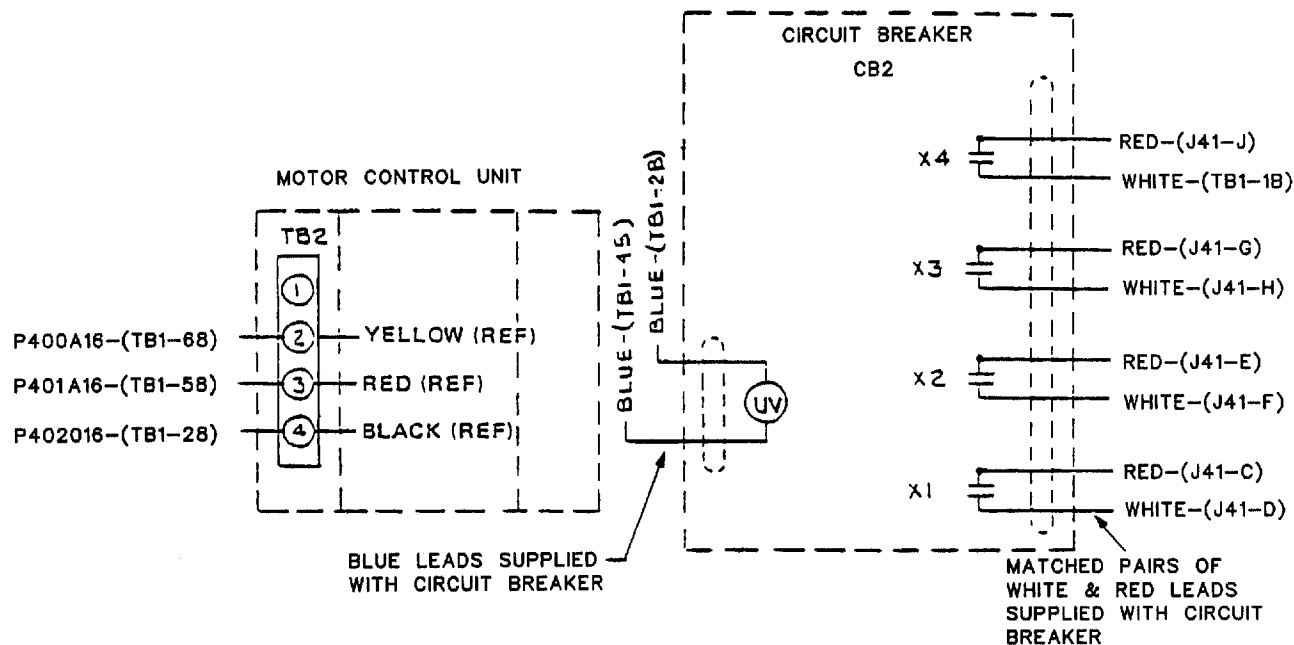 CIRCUIT BREAKER
CB2
X4
RED-(J41-J)
WHITE-(TB1-1B)
MOTOR CONTROL UNIT
TB2
1
P400A16-(TB1-68)
2
YELLOW (REF)
P401A16-(TB1-58)
3
RED (REF)
P402016-(TB1-28)
4
BLACK (REF)
BLUE-(TB1-45)
BLUE-(TB1-2B)
UV
X3
RED-(J41-G)
WHITE-(J41-H)
X2
RED-(J41-E)
WHITE-(J41-F)
X1
RED-(J41-C)
WHITE-(J41-D)
BLUE LEADS SUPPLIED
WITH CIRCUIT BREAKER
MATCHED PAIRS OF
WHITE & RED LEADS
SUPPLIED WITH CIRCUIT
BREAKER